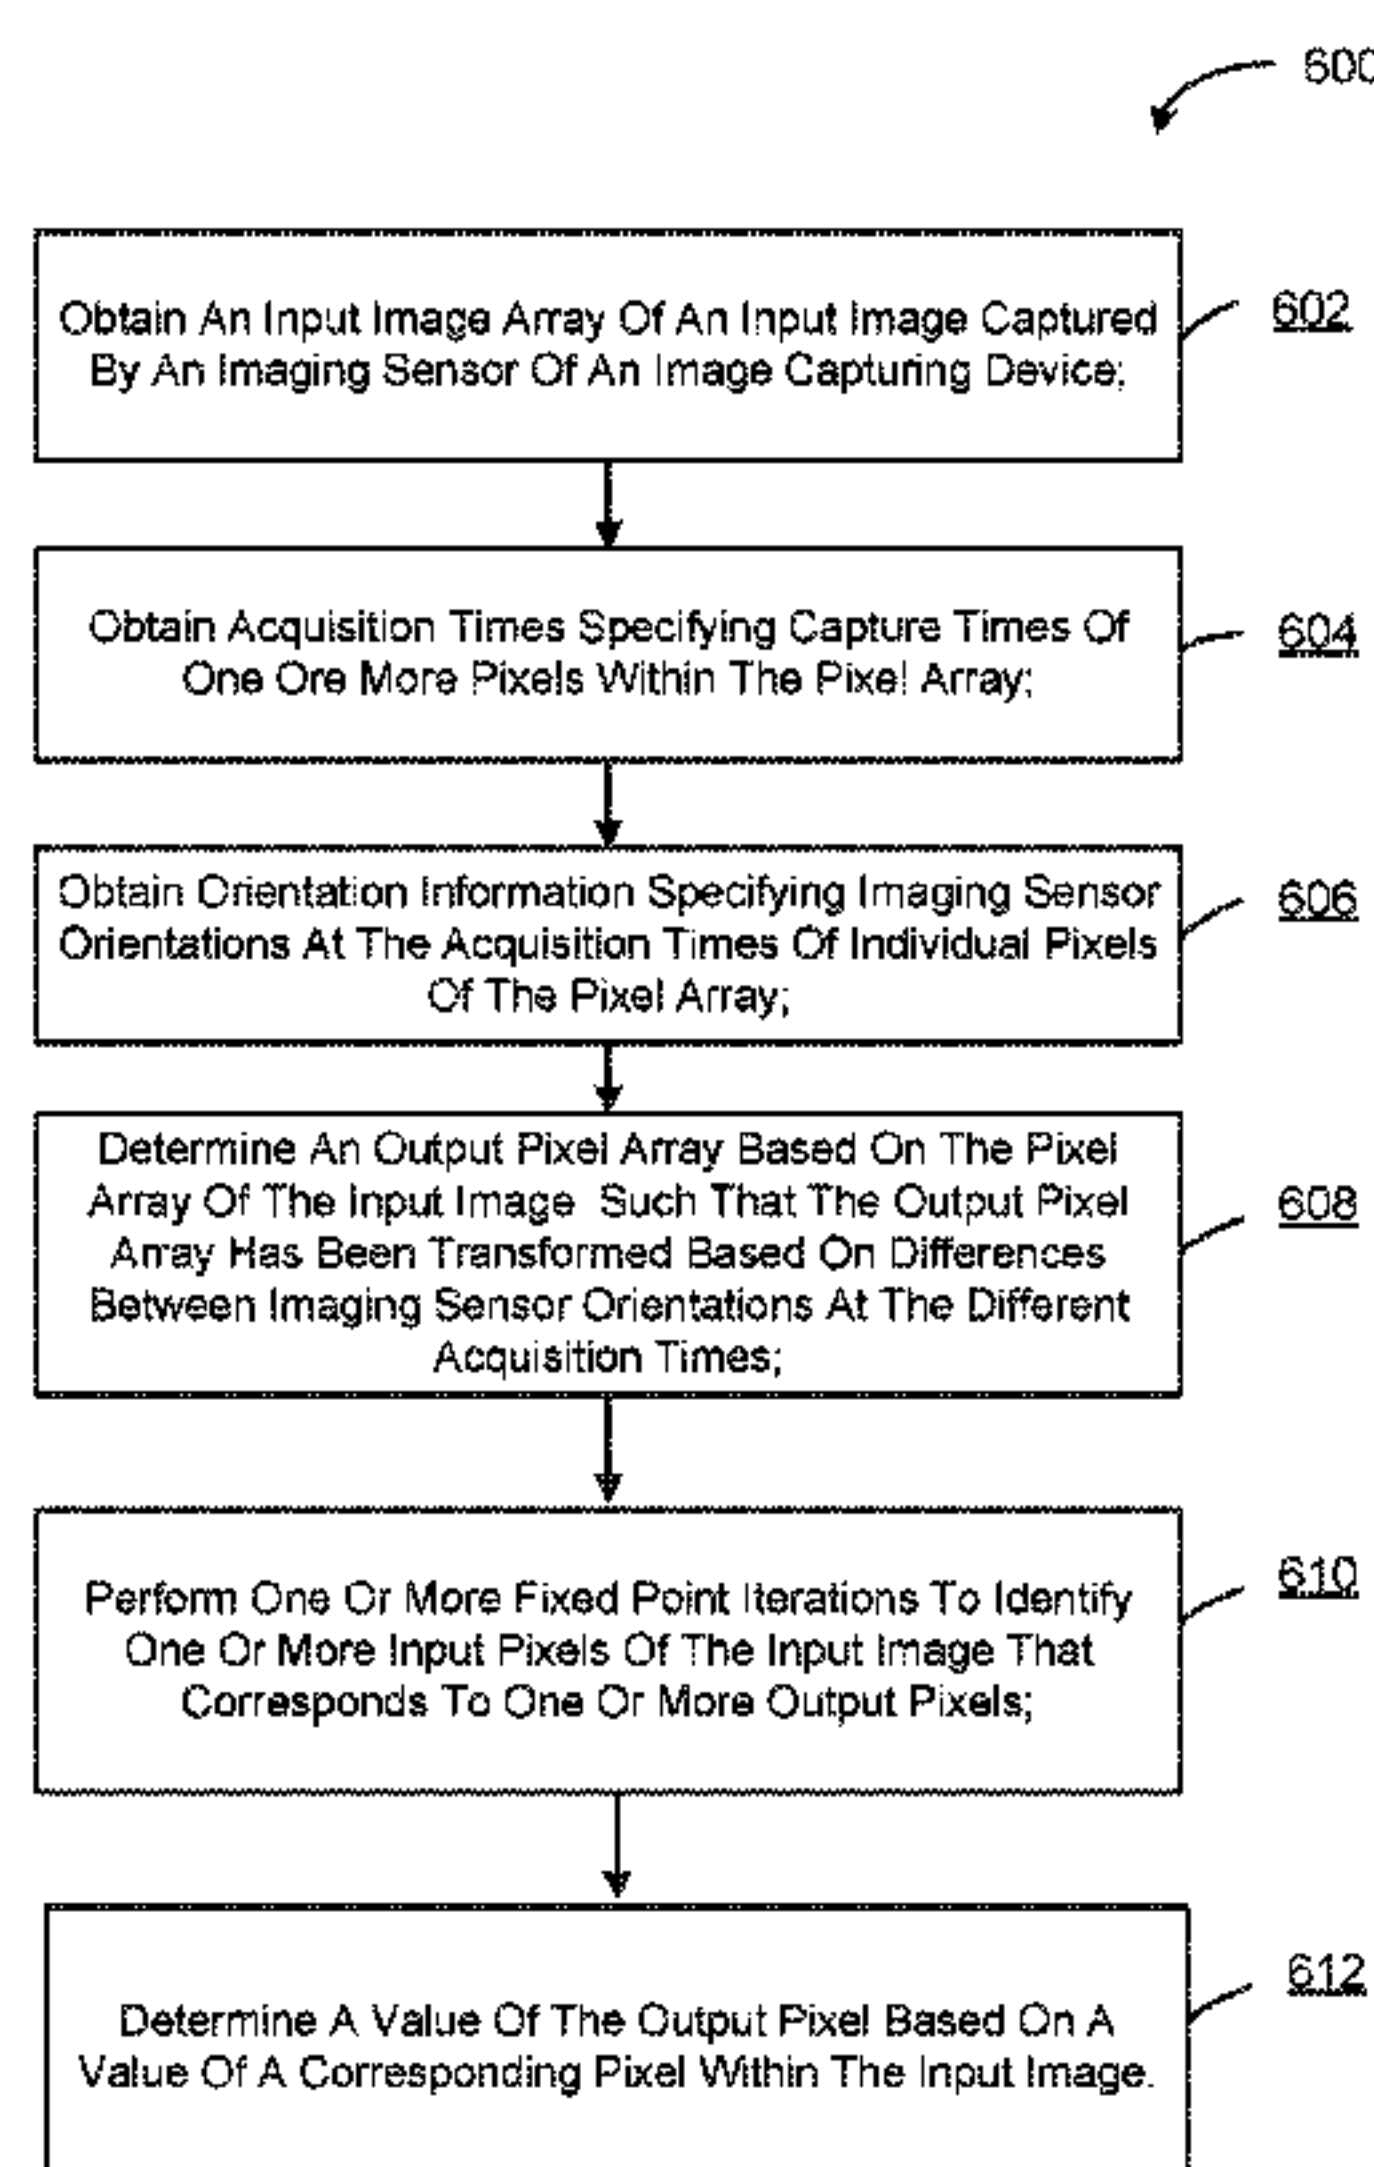 600
Obtain An Input Image Array Of An Input Image Captured
By An Imaging Sensor Of An Image Capturing Device;
602
Obtain Acquisition Times Specifying Capture Times Of
One Ore More Pixels Within The Pixel Array;
604
Obtain Orientation Information Specifying Imaging Sensor
Orientations At The Acquisition Times Of Individual Pixels
Of The Pixel Array;
606
Determine An Output Pixel Array Based On The Pixel
Array Of The Input Image Such That The Output Pixel
Array Has Been Transformed Based On Differences
Between Imaging Sensor Orientations At The Different
Acquisition Times;
608
Perform One Or More Fixed Point Iterations To Identify
One Or More Input Pixels Of The Input Image That
Corresponds To One Or More Output Pixels;
610
Determine A Value Of The Output Pixel Based On A
Value Of A Corresponding Pixel Within The Input Image.
612